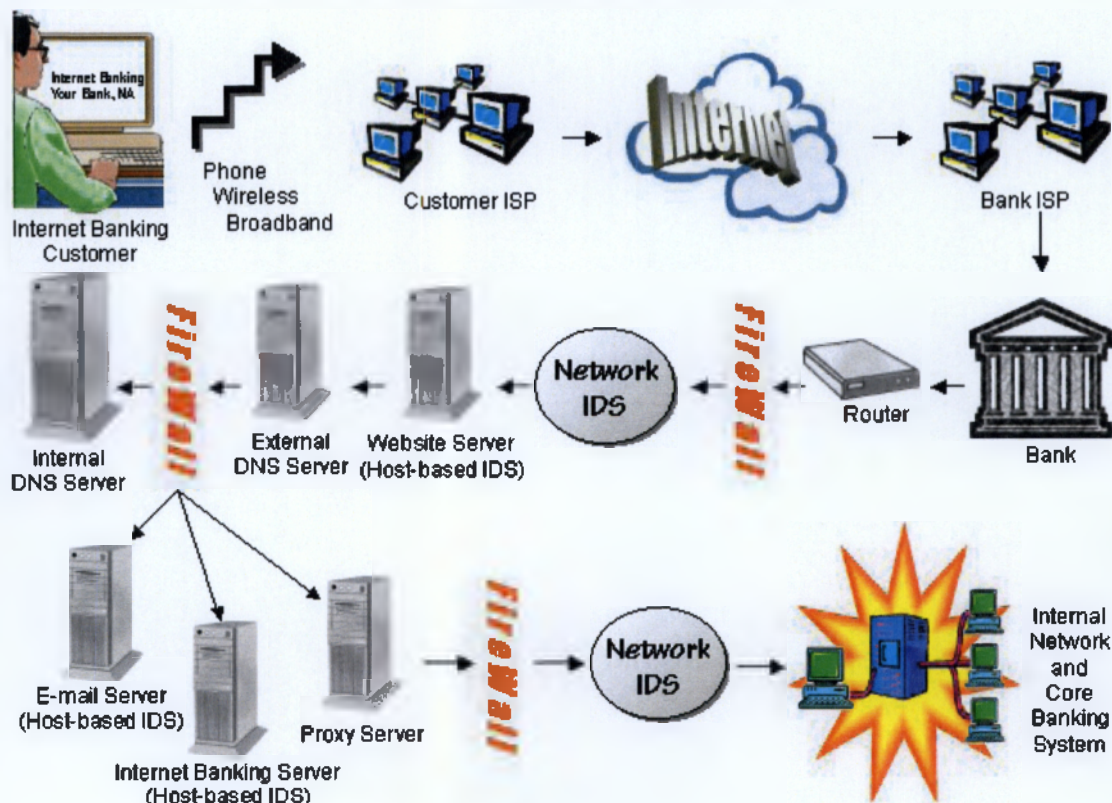 Internet Banking
Your Bank, NA
Internet Banking
Customer
Phone
Wireless
Broadband
Customer ISP
Internet
Bank ISP
Internal
DNS Server
FireWall
External
DNS Server
Website Server
(Host-based IDS)
Network
IDS
FireWall
Router
Bank
E-mail Server
(Host-based IDS)
Internet Banking Server
(Host-based IDS)
Proxy Server
FireWall
Network
IDS
Internal
Network
and
Core
Banking
System